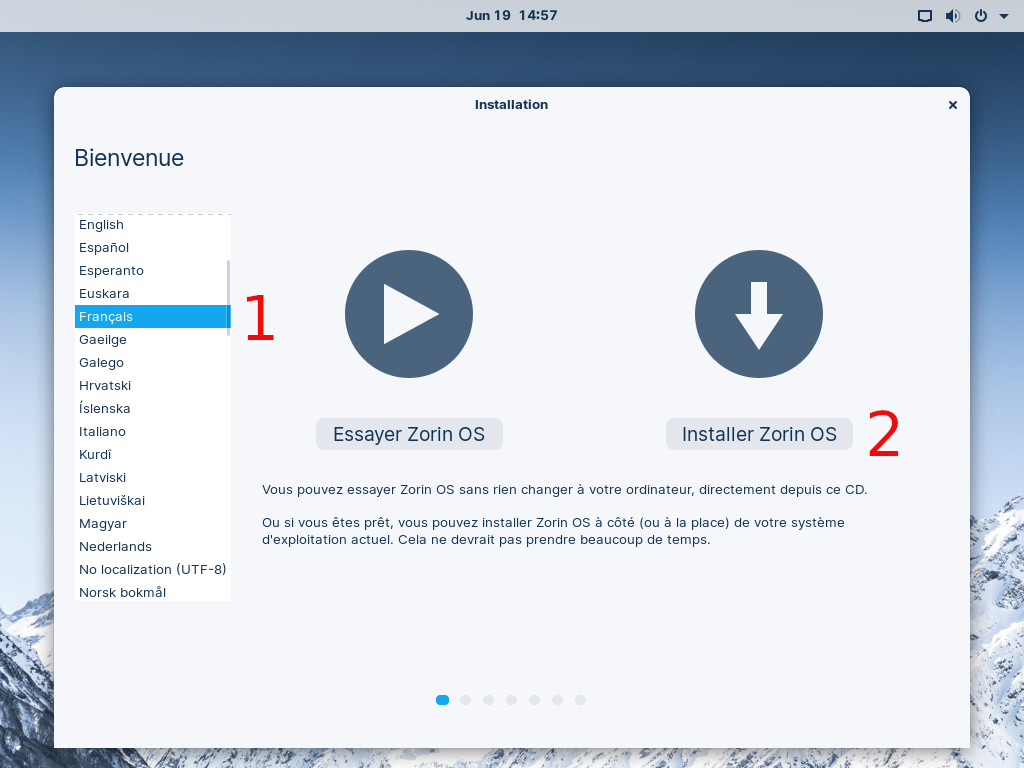 Jun 19 14:57
Installation
Bienvenue
English
Español
Esperanto
Euskara
Français
Gaeilge
Galego
Hrvatski
Íslenska
Italiano
Kurdî
Latviski
Lietuviškai
Magyar
Nederlands
No localization (UTF-8)
Norsk bokmål
1
Essayer Zorin OS
Installer Zorin OS
2
Vous pouvez essayer Zorin OS sans rien changer à votre ordinateur, directement depuis ce CD.
Ou si vous êtes prêt, vous pouvez installer Zorin OS à côté (ou à la place) de votre système
d'exploitation actuel. Cela ne devrait pas prendre beaucoup de temps.